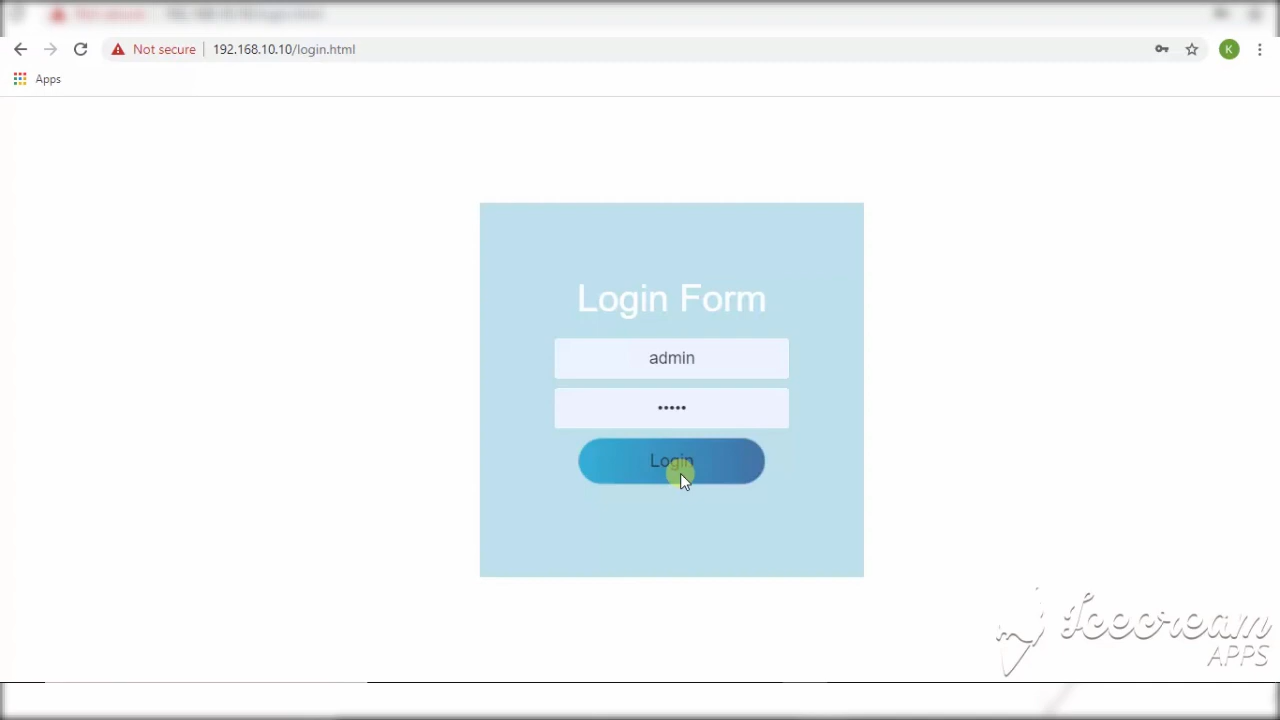 Not secure
192.168.10.10/login.html
K
Apps
Login Form
admin
•••••
Login
Icecream
APPS